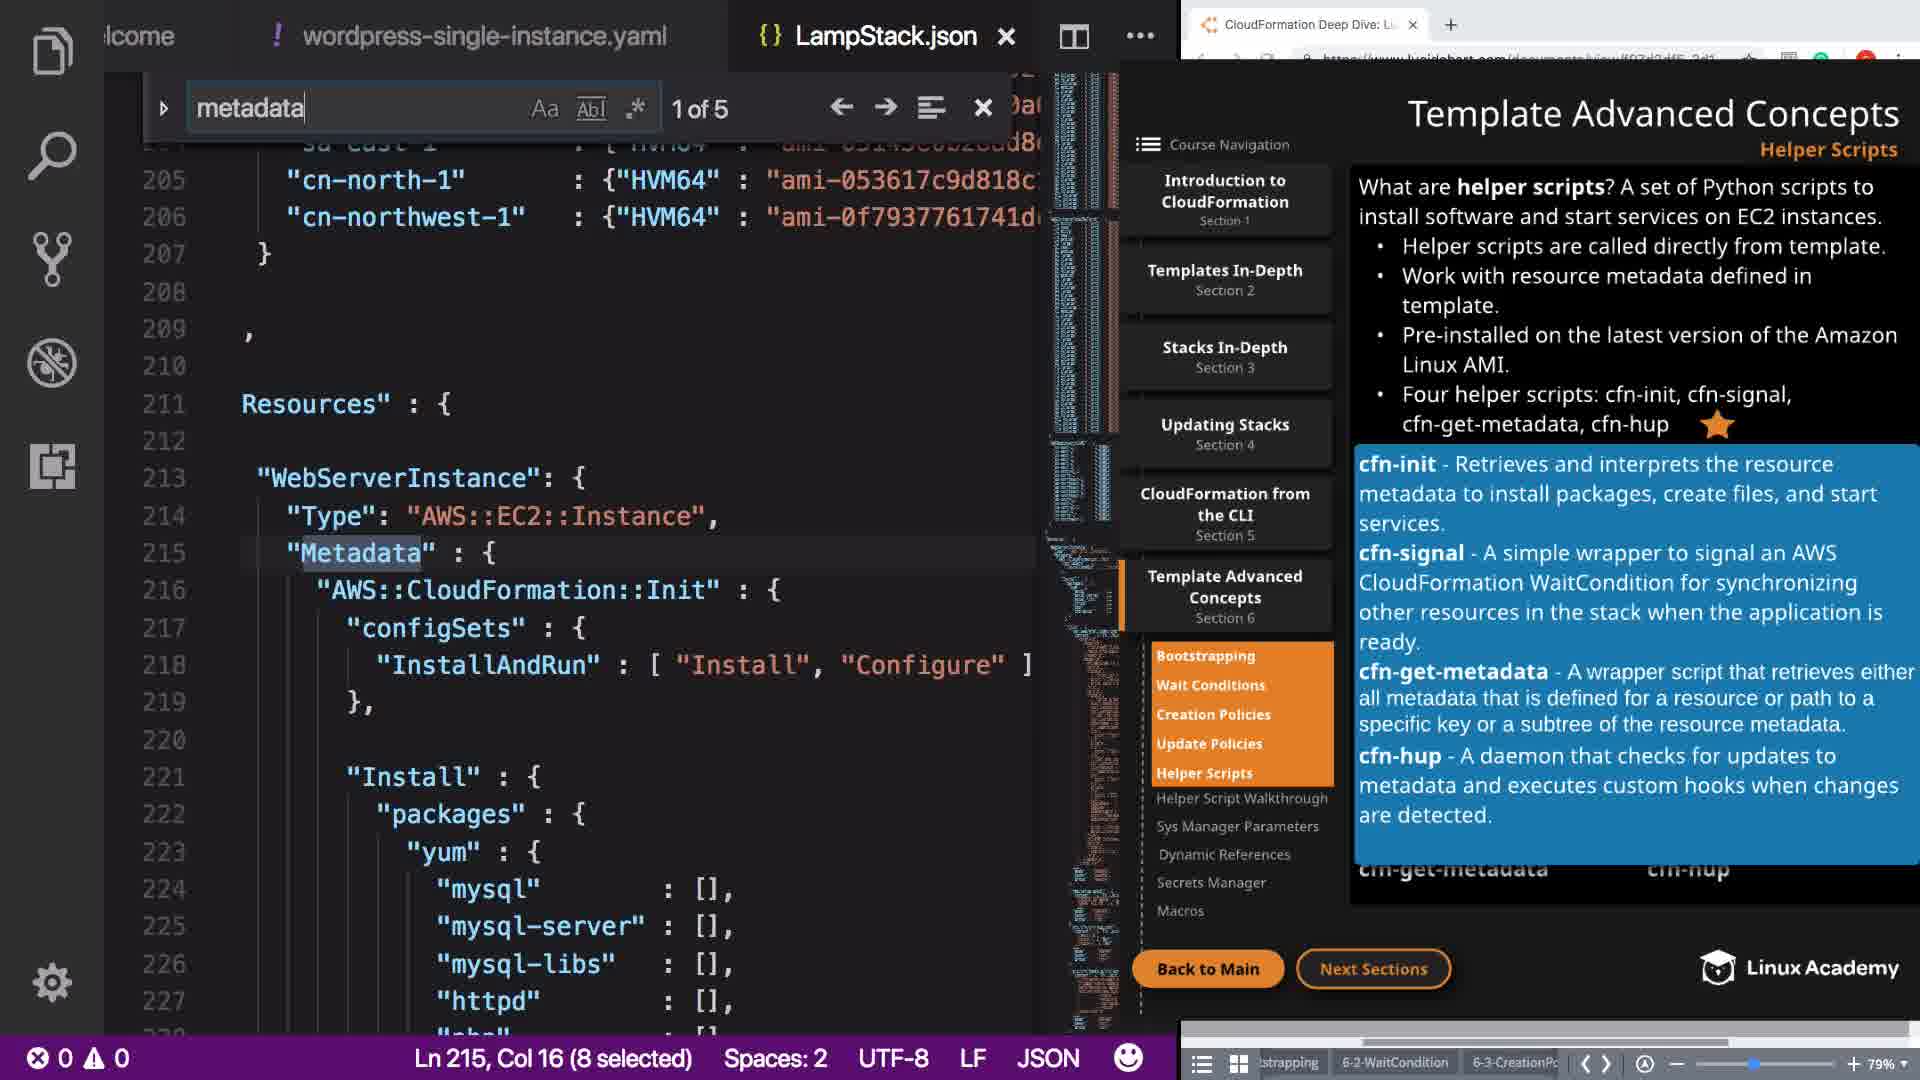 lcome
! wordpress-single-instance.yaml
{} LampStack.json
metadata
Aa Abl .* 1 of 5
205 "cn-north-1" : {"HVM64" : "ami-053617c9d818c
206 "cn-northwest-1" : {"HVM64" : "ami-0f7937761741d
207 }
208
209 ,
210
211 Resources" : {
212
213 "WebServerInstance": {
214 "Type": "AWS::EC2::Instance",
215 "Metadata" : {
216 "AWS::CloudFormation::Init" : {
217 "configSets" : {
218 "InstallAndRun" : [ "Install", "Configure" ]
219 },
220
221 "Install" : {
222 "packages" : {
223 "yum" : {
224 "mysql" : [],
225 "mysql-server" : [],
226 "mysql-libs" : [],
227 "httpd" : [],
0 0
Ln 215, Col 16 (8 selected) Spaces: 2 UTF-8 LF JSON
CloudFormation Deep Dive: Lu
Template Advanced Concepts
Helper Scripts
Course Navigation
Introduction to
CloudFormation
Section 1
Templates In-Depth
Section 2
Stacks In-Depth
Section 3
Updating Stacks
Section 4
CloudFormation from
the CLI
Section 5
Template Advanced
Concepts
Section 6
Bootstrapping
Wait Conditions
Creation Policies
Update Policies
Helper Scripts
Helper Script Walkthrough
Sys Manager Parameters
Dynamic References
Secrets Manager
Macros
Back to Main
Next Sections
What are helper scripts? A set of Python scripts to
install software and start services on EC2 instances.
• Helper scripts are called directly from template.
• Work with resource metadata defined in
template.
• Pre-installed on the latest version of the Amazon
Linux AMI.
• Four helper scripts: cfn-init, cfn-signal,
cfn-get-metadata, cfn-hup
cfn-init - Retrieves and interprets the resource
metadata to install packages, create files, and start
services.
cfn-signal - A simple wrapper to signal an AWS
CloudFormation WaitCondition for synchronizing
other resources in the stack when the application is
ready.
cfn-get-metadata - A wrapper script that retrieves either
all metadata that is defined for a resource or path to a
specific key or a subtree of the resource metadata.
cfn-hup - A daemon that checks for updates to
metadata and executes custom hooks when changes
are detected.
cfn-get-metadata cfn-hup
Linux Academy
tstrapping 6-2-WaitCondition 6-3-CreationPo
79%